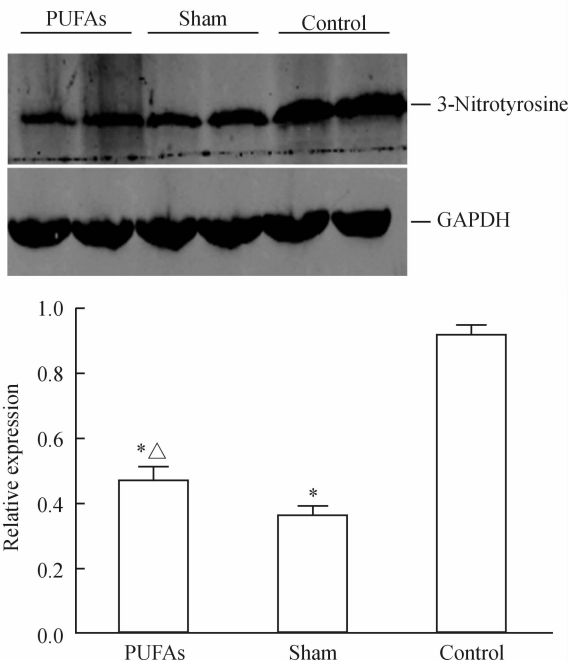 PUFAs Sham Control
3-Nitrotyrosine
GAPDH
1.0
0.8
0.6
0.4
0.2
0.0
Relative expression
*△
*
PUFAs Sham Control